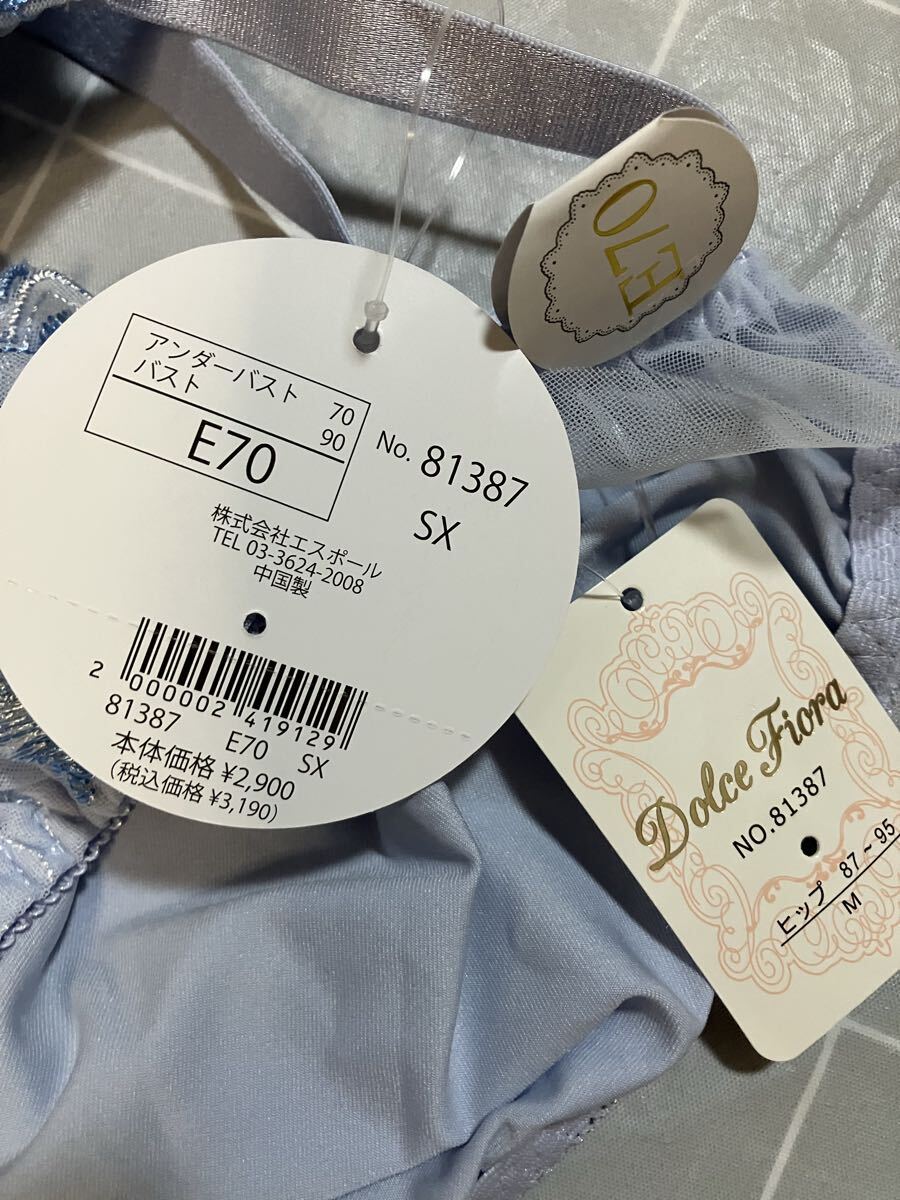 アンダーバスト 70
バスト 90
E70
No. 81387
SX
株式会社エスポール
TEL 03-3624-2008
中国製
2 000002 419129
81387 E70 SX
本体価格 ¥2,900
(税込価格 ¥3,190)
Dolce Fiora
NO.81387
ヒップ 87~95
M